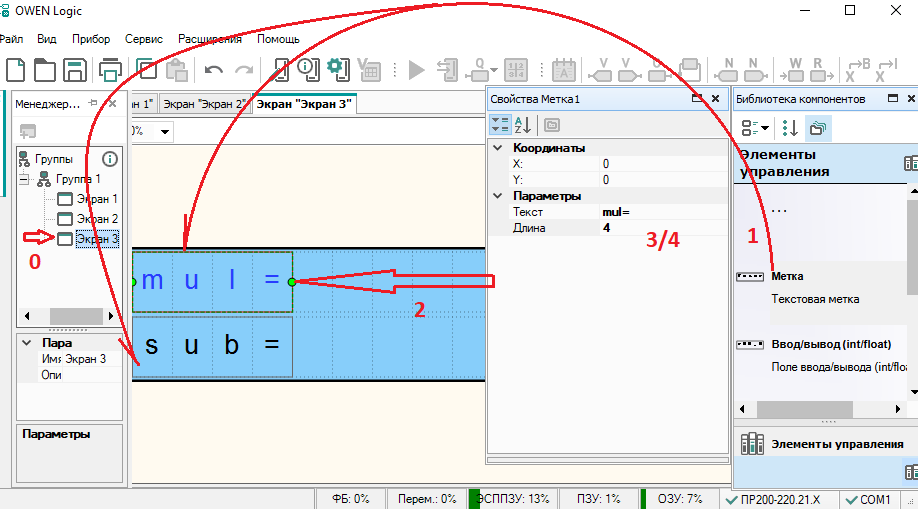 OWEN Logic
Райл Вид Прибор Сервис Расширения Помощь
Менеджер...
н 1" Экран "Экран 2" Экран "Экран 3"
0%
Группы
Группа 1
Экран 1
Экран 2
Экран 3
0
Пара
Имя Экран 3
Опи
Параметры
m u l =
s u b =
2
Свойства Метка1
Координаты
X: 0
Y: 0
Параметры
Текст mul=
Длина 4
3/4
Библиотека компонентов
Элементы
управления
...
1
Метка
Текстовая метка
Ввод/вывод (int/float)
Поле ввода/вывода (int/floa
Элементы управления
ФБ: 0% Перем.: 0% ЭСППЗУ: 13% ПЗУ: 1% ОЗУ: 7% ПР200-220.21.X COM1